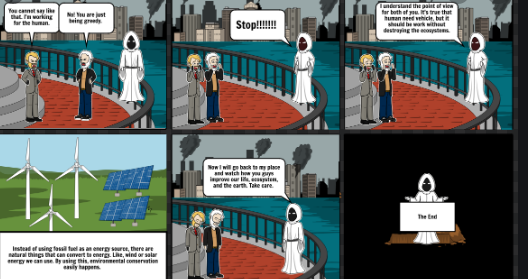 You cannot say like
that. I'm working
for the human.
No! You are just
being greedy.
Stop!!!!!!!
I understand the point of view
for both of you. It's true that
human need vehicle, but it
should be work without
destroying the ecosystems.
Instead of using fossil fuel as an energy source, there are
natural things that can convert to energy. Like, wind or solar
energy we can use. By using this, environmental conservation
easily happens.
Now I will go back to my place
and watch how you guys
improve our life, ecosystem,
and the earth. Take care.
The End